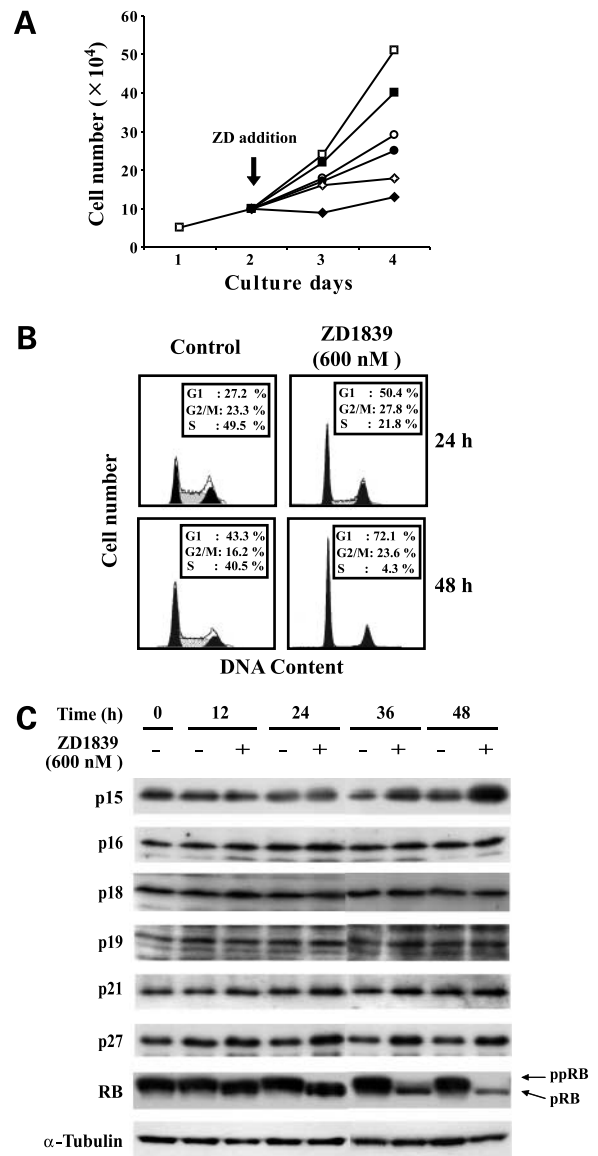 A
Cell number (×10⁴)
60
50
40
30
20
10
0
ZD addition
1 2 3 4
Culture days
B
Control
ZD1839
(600 nM )
Cell number
G1 : 27.2 %
G2/M: 23.3 %
S : 49.5 %
G1 : 50.4 %
G2/M: 27.8 %
S : 21.8 %
24 h
G1 : 43.3 %
G2/M: 16.2 %
S : 40.5 %
G1 : 72.1 %
G2/M: 23.6 %
S : 4.3 %
48 h
DNA Content
C
Time (h) 0 12 24 36 48
ZD1839 - - + - + - + - +
(600 nM )
p15
p16
p18
p19
p21
p27
RB
ppRB
pRB
α-Tubulin